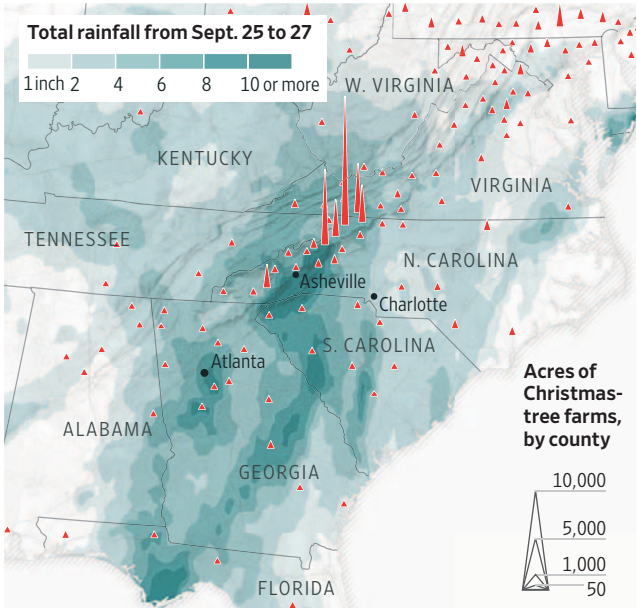 Total rainfall from Sept. 25 to 27
1 inch 2 4 6 8 10 or more
W. VIRGINIA
KENTUCKY
VIRGINIA
TENNESSEE
N. CAROLINA
Asheville
Charlotte
S. CAROLINA
Atlanta
ALABAMA
GEORGIA
FLORIDA
Acres of
Christmas-
tree farms,
by county
10,000
5,000
1,000
50